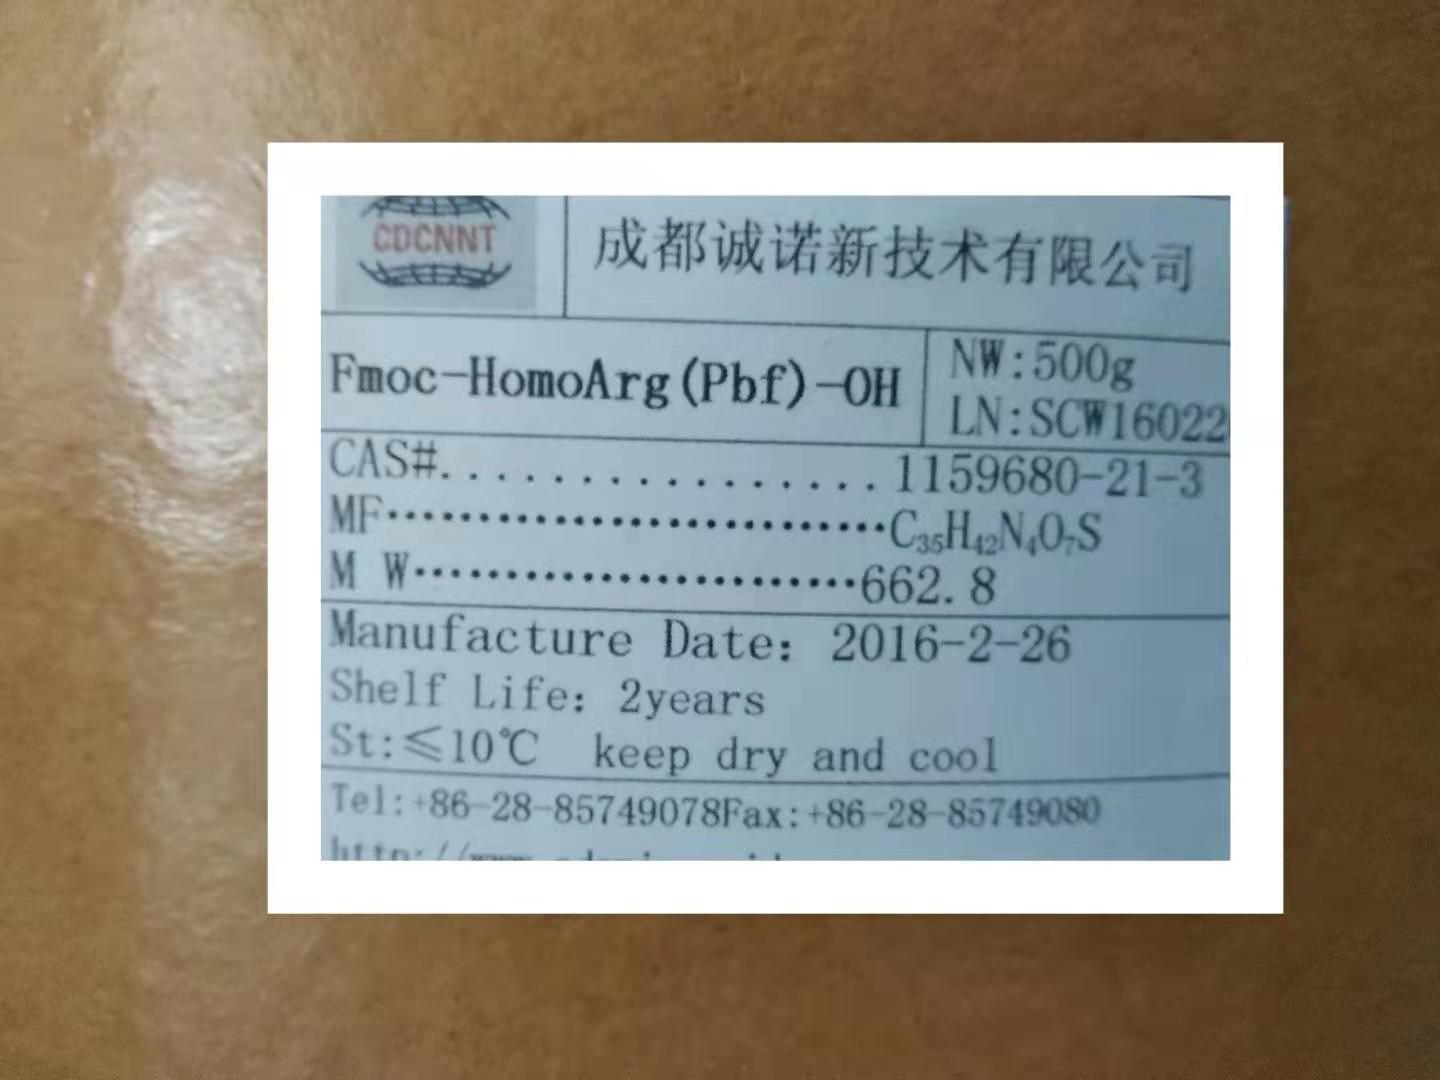 CDCNNT
成都诚诺新技术有限公司
Fmoc-HomoArg(Pbf)-OH
NW:500g
LN:SCW16022
CAS#.................1159680-21-3
MF…………………………C₃₅H₄₂N₄O₇S
M W………………………662.8
Manufacture Date: 2016-2-26
Shelf Life: 2years
St:≤10℃ keep dry and cool
Tel:+86-28-85749078Fax:+86-28-85749080